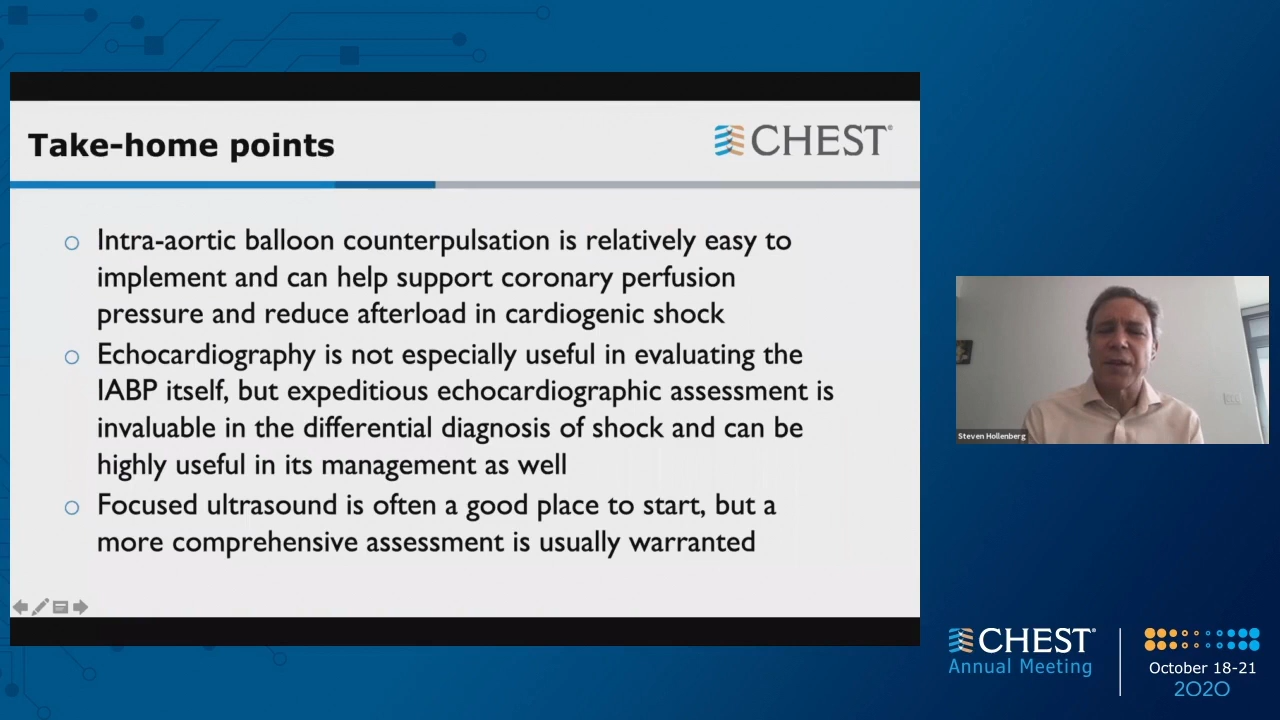 Take-home points
CHEST®
Intra-aortic balloon counterpulsation is relatively easy to
implement and can help support coronary perfusion
pressure and reduce afterload in cardiogenic shock
Echocardiography is not especially useful in evaluating the
IABP itself, but expeditious echocardiographic assessment is
invaluable in the differential diagnosis of shock and can be
highly useful in its management as well
Focused ultrasound is often a good place to start, but a
more comprehensive assessment is usually warranted
Steven Hollenberg
CHEST®
Annual Meeting
October 18-21
2020